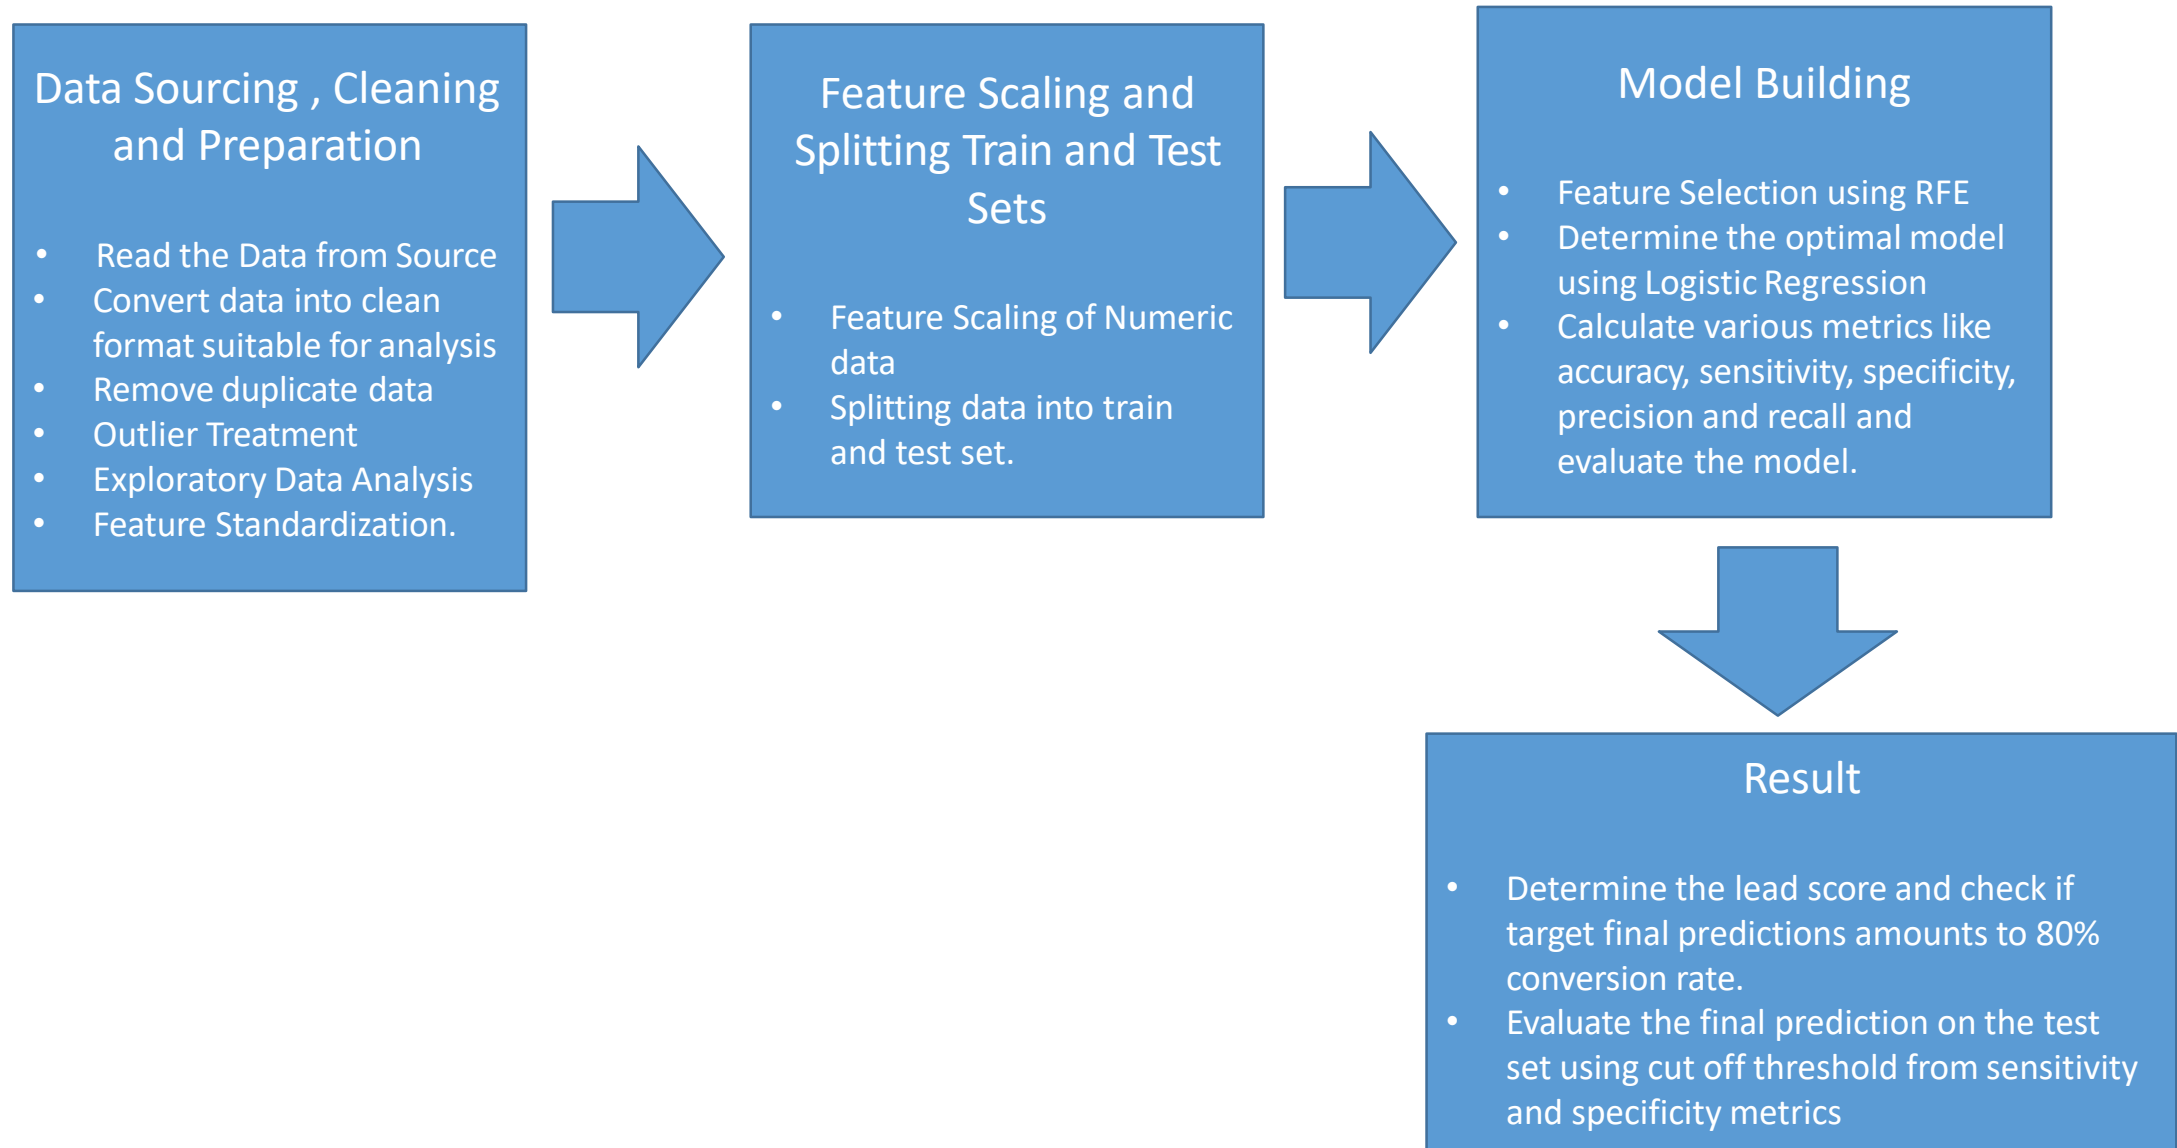 Data Sourcing , Cleaning
and Preparation
• Read the Data from Source
• Convert data into clean
format suitable for analysis
• Remove duplicate data
• Outlier Treatment
• Exploratory Data Analysis
• Feature Standardization.
Feature Scaling and
Splitting Train and Test
Sets
• Feature Scaling of Numeric
data
• Splitting data into train
and test set.
Model Building
• Feature Selection using RFE
• Determine the optimal model
using Logistic Regression
• Calculate various metrics like
accuracy, sensitivity, specificity,
precision and recall and
evaluate the model.
Result
• Determine the lead score and check if
target final predictions amounts to 80%
conversion rate.
• Evaluate the final prediction on the test
set using cut off threshold from sensitivity
and specificity metrics